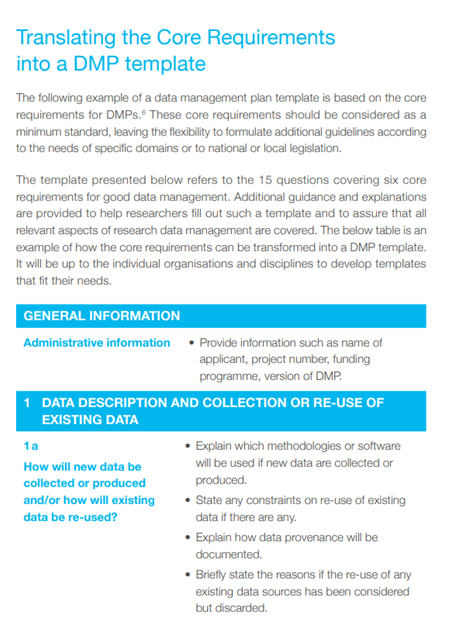 Translating the Core Requirements
into a DMP template
The following example of a data management plan template is based on the core
requirements for DMPs.⁶ These core requirements should be considered as a
minimum standard, leaving the flexibility to formulate additional guidelines according
to the needs of specific domains or to national or local legislation.
The template presented below refers to the 15 questions covering six core
requirements for good data management. Additional guidance and explanations
are provided to help researchers fill out such a template and to assure that all
relevant aspects of research data management are covered. The below table is an
example of how the core requirements can be transformed into a DMP template.
It will be up to the individual organisations and disciplines to develop templates
that fit their needs.
GENERAL INFORMATION
Administrative information
• Provide information such as name of
applicant, project number, funding
programme, version of DMP.
1 DATA DESCRIPTION AND COLLECTION OR RE-USE OF
EXISTING DATA
1a
How will new data be
collected or produced
and/or how will existing
data be re-used?
• Explain which methodologies or software
will be used if new data are collected or
produced.
• State any constraints on re-use of existing
data if there are any.
• Explain how data provenance will be
documented.
• Briefly state the reasons if the re-use of any
existing data sources has been considered
but discarded.